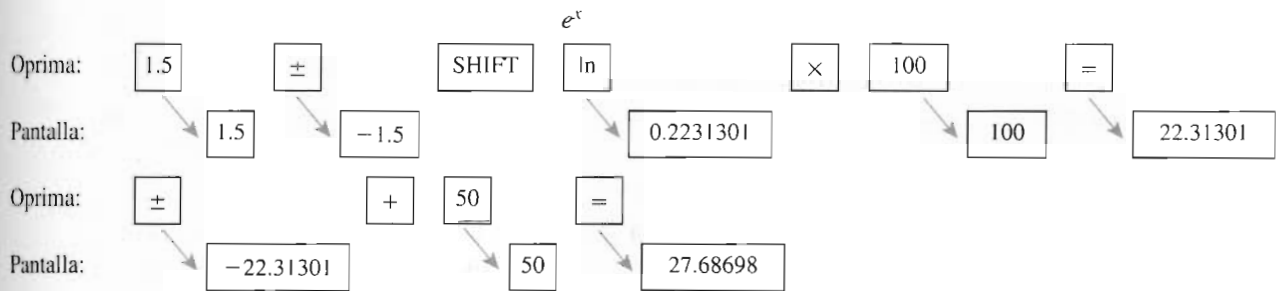 eˣ
Oprima: 1.5 ± SHIFT ln × 100 =
Pantalla: 1.5 −1.5 0.2231301 100 22.31301
Oprima: ± + 50 =
Pantalla: −22.31301 50 27.68698